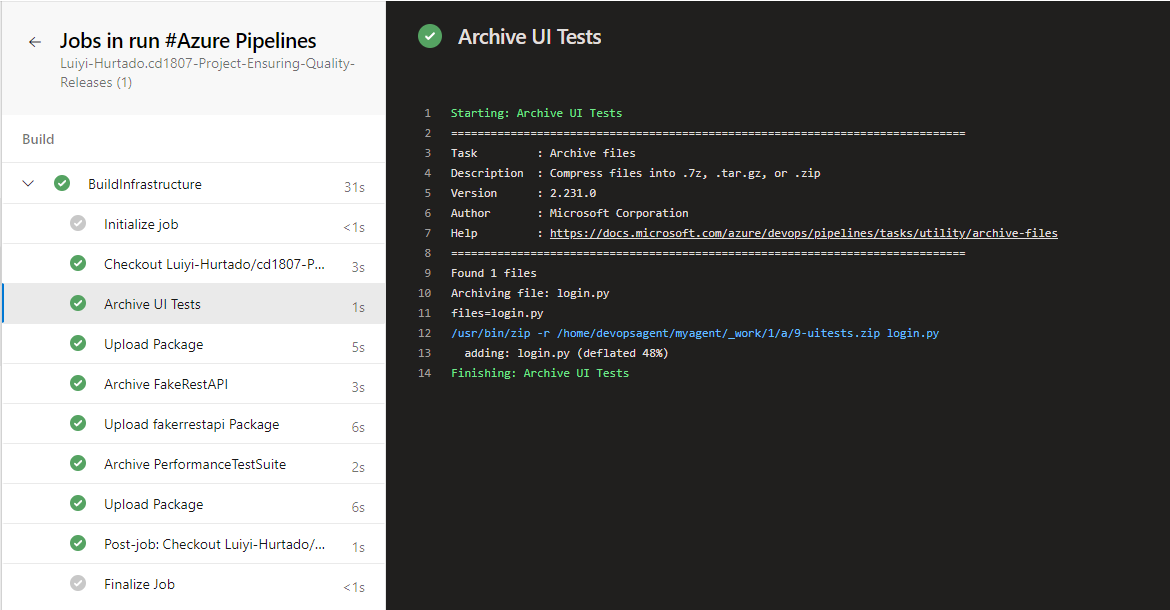 Jobs in run #Azure Pipelines
Luiyi-Hurtado.cd1807-Project-Ensuring-Quality-
Releases (1)
Build
BuildInfrastructure 31s
Initialize job <1s
Checkout Luiyi-Hurtado/cd1807-P... 3s
Archive UI Tests 1s
Upload Package 5s
Archive FakeRestAPI 3s
Upload fakerrestapi Package 6s
Archive PerformanceTestSuite 2s
Upload Package 6s
Post-job: Checkout Luiyi-Hurtado/... 1s
Finalize Job <1s
Archive UI Tests
1 Starting: Archive UI Tests
2 ==============================================================================
3 Task : Archive files
4 Description : Compress files into .7z, .tar.gz, or .zip
5 Version : 2.231.0
6 Author : Microsoft Corporation
7 Help : https://docs.microsoft.com/azure/devops/pipelines/tasks/utility/archive-files
8 ==============================================================================
9 Found 1 files
10 Archiving file: login.py
11 files=login.py
12 /usr/bin/zip -r /home/devopsagent/myagent/_work/1/a/9-uitests.zip login.py
13 adding: login.py (deflated 48%)
14 Finishing: Archive UI Tests